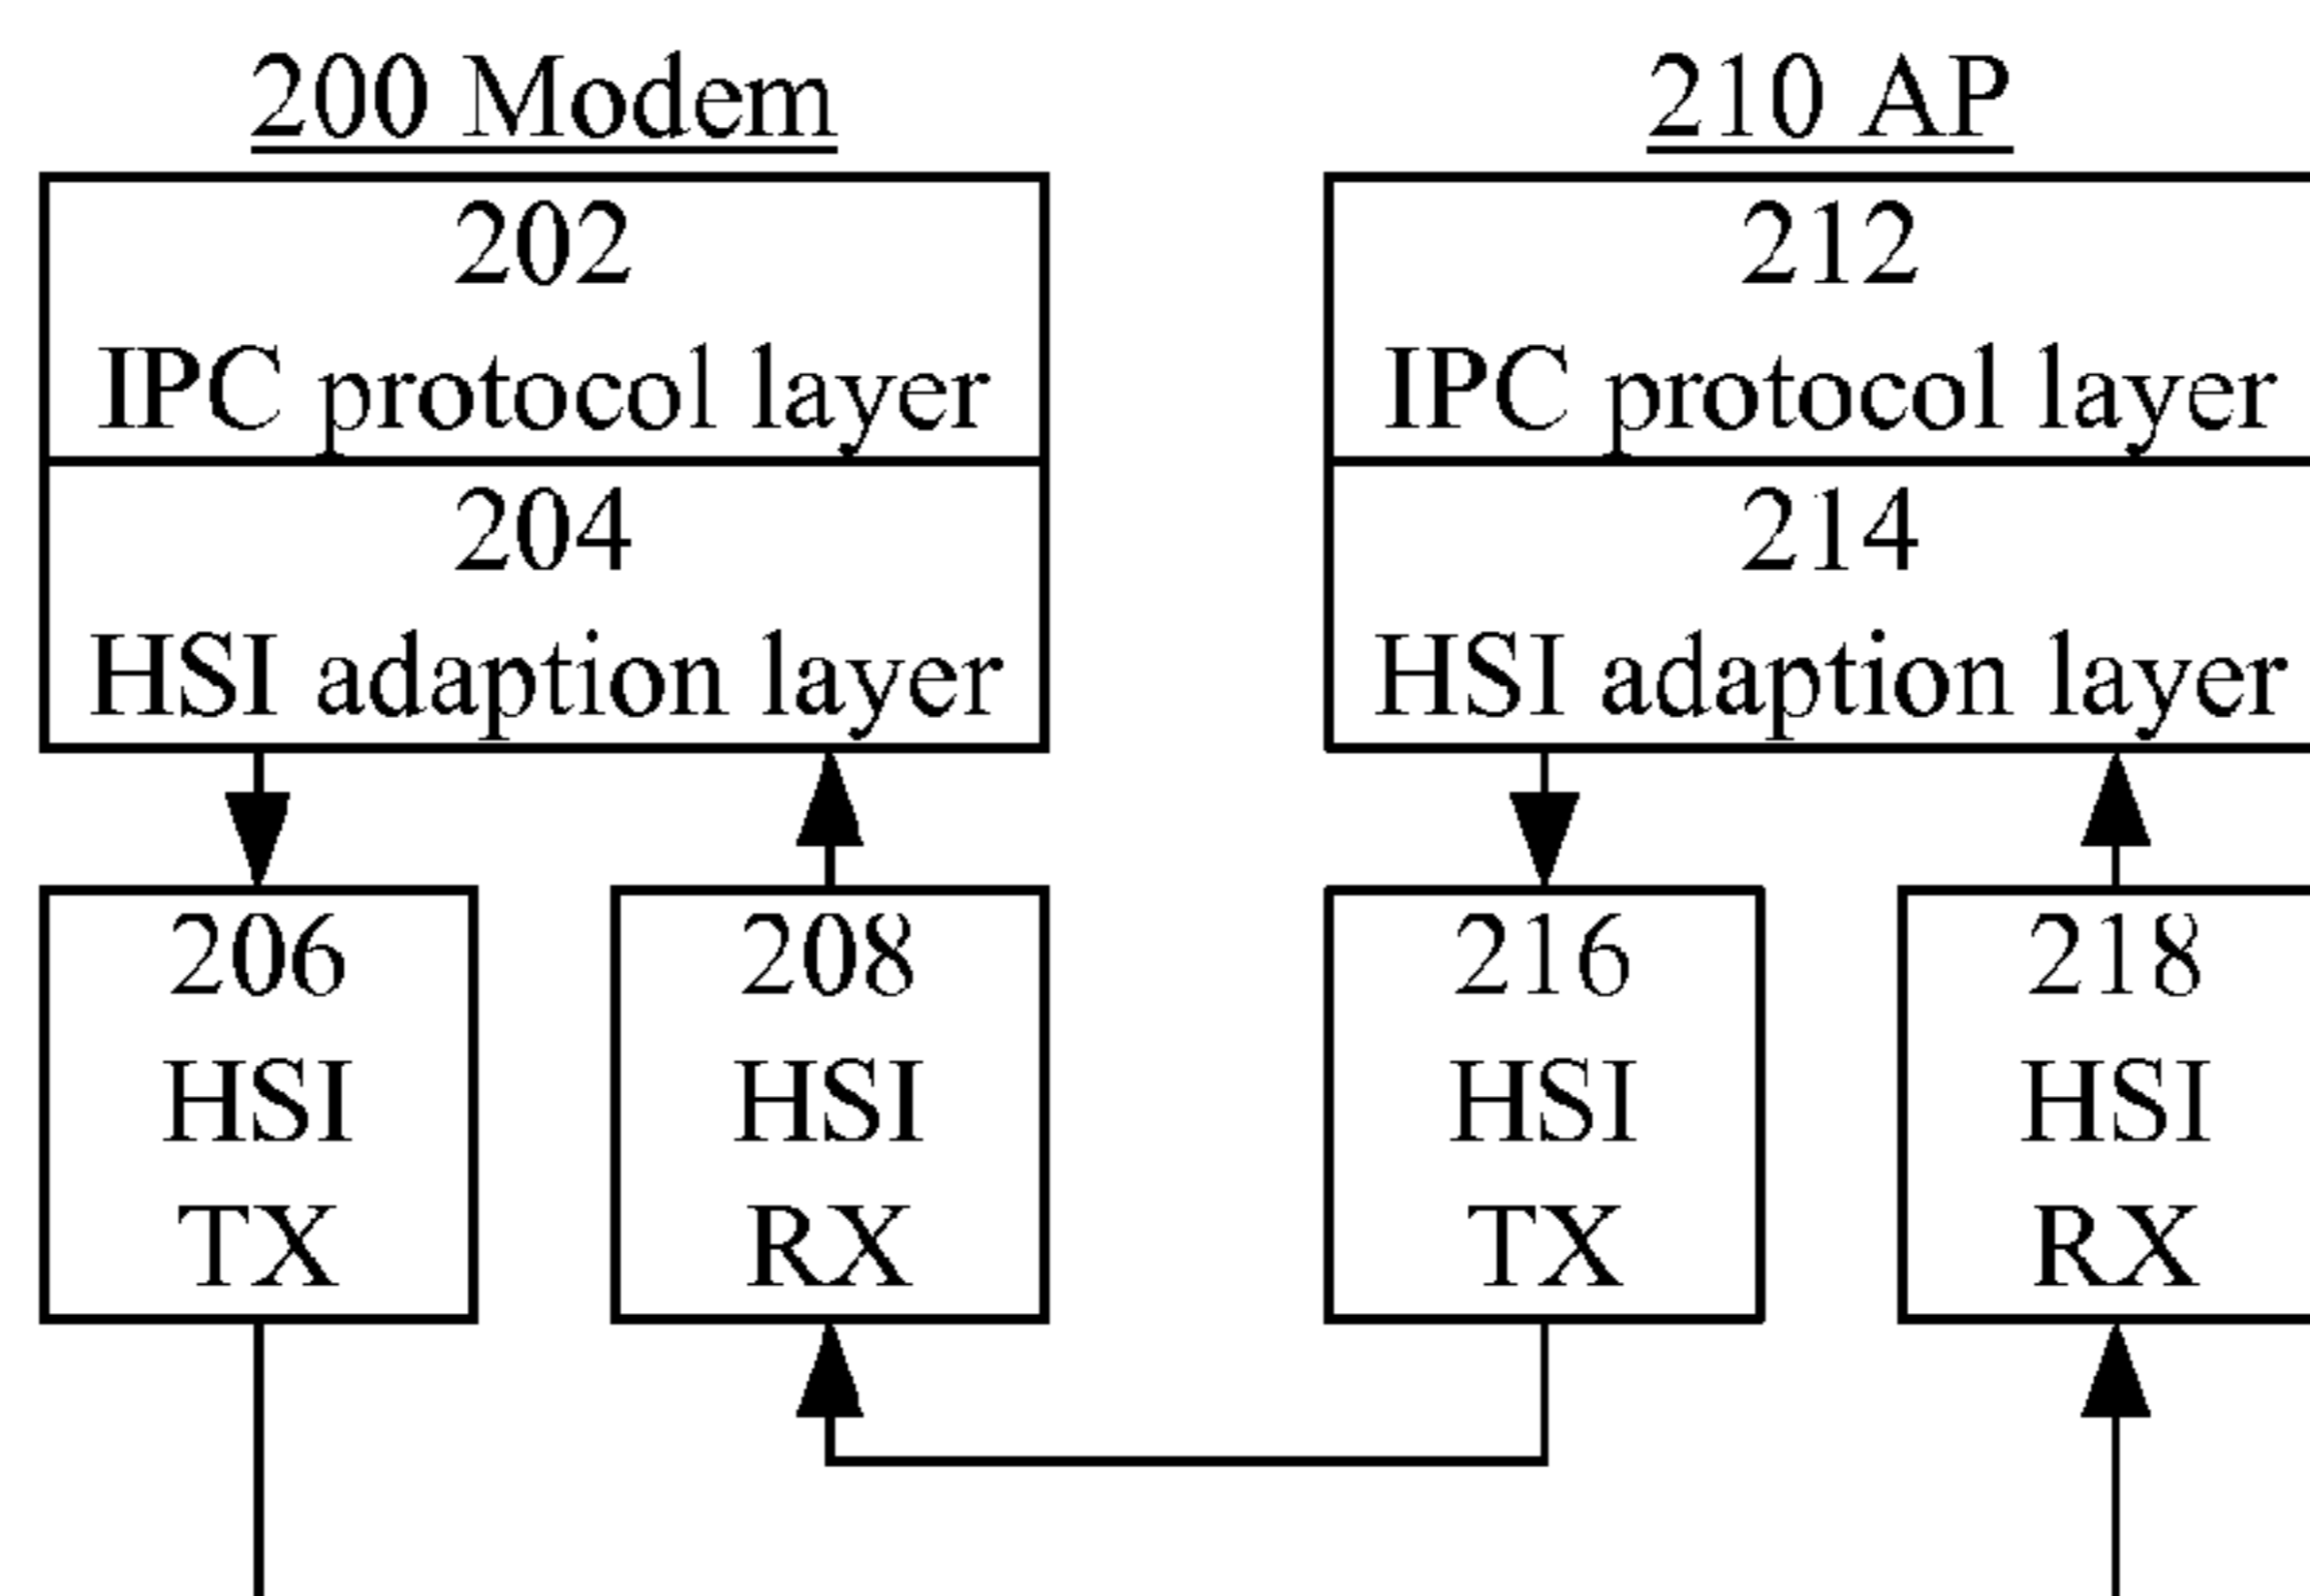 200 Modem
202
IPC protocol layer
204
HSI adaption layer
206
HSI
TX
208
HSI
RX
210 AP
212
IPC protocol layer
214
HSI adaption layer
216
HSI
TX
218
HSI
RX